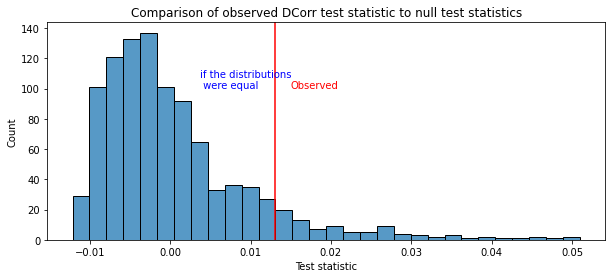 Comparison of observed DCorr test statistic to null test statistics
140
120
100
80
60
40
20
0
Count
if the distributions
were equal
Observed
−0.01
0.00
0.01
0.02
0.03
0.04
0.05
Test statistic